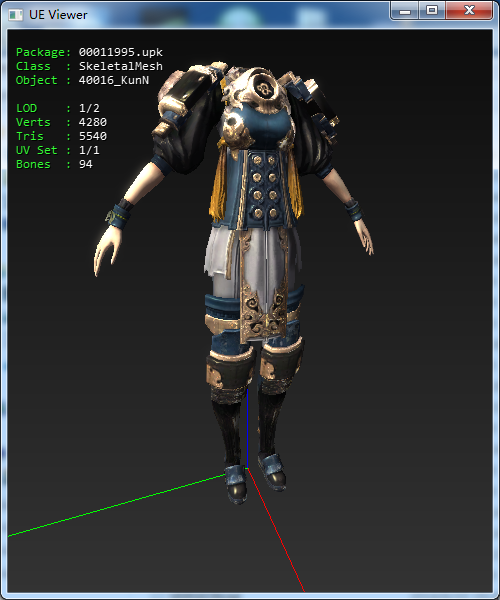 UE Viewer
Package: 00011995.upk
Class : SkeletalMesh
Object : 40016_KunN
LOD : 1/2
Verts : 4280
Tris : 5540
UV Set : 1/1
Bones : 94